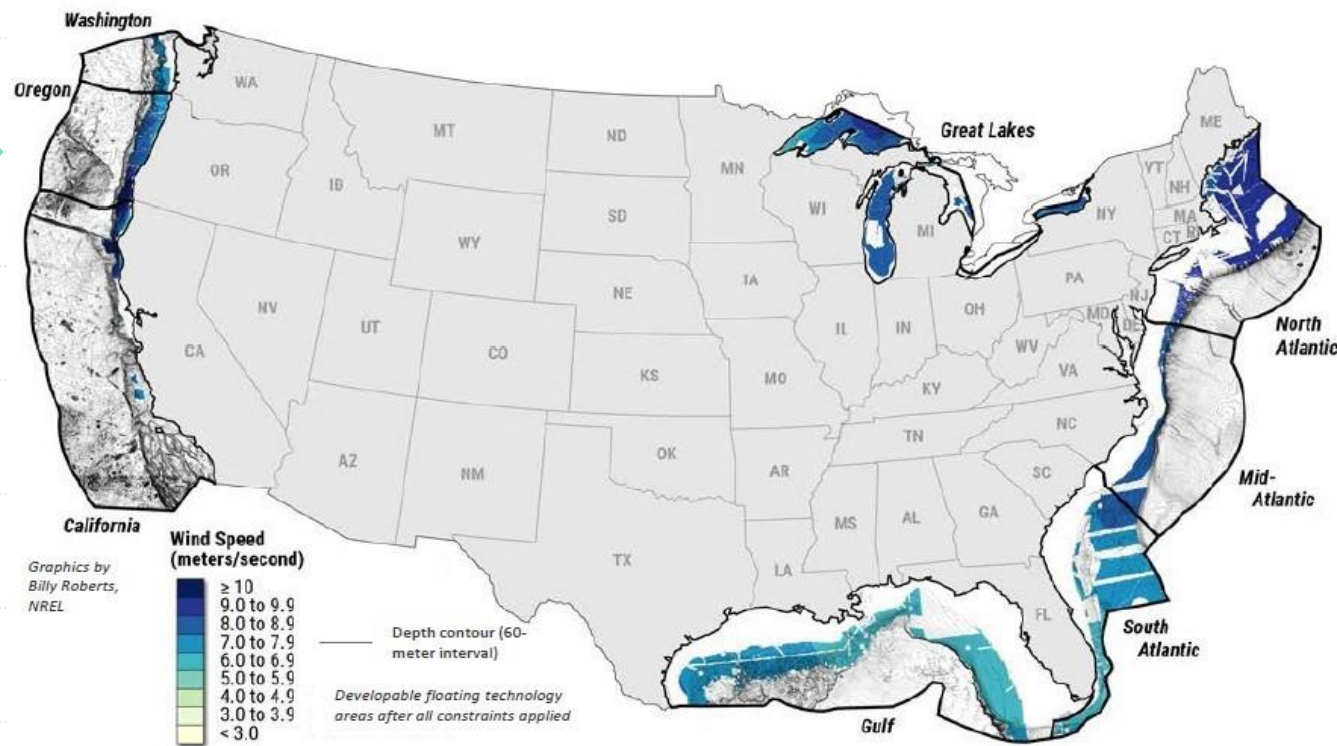 Washington
Oregon
WA
MT
ND
MN
Great Lakes
ME
VT
NH
OR
ID
SD
WI
MI
NY
MA
CT
RI
WY
IA
PA
NJ
NE
NV
UT
CO
IL
IN
OH
MD
DE
North
Atlantic
CA
KS
MO
WV
VA
KY
NC
TN
AZ
NM
OK
AR
SC
Mid-
Atlantic
California
MS
AL
GA
TX
LA
FL
South
Atlantic
Gulf
Graphics by
Billy Roberts,
NREL
Wind Speed
(meters/second)
≥ 10
9.0 to 9.9
8.0 to 8.9
7.0 to 7.9
6.0 to 6.9
5.0 to 5.9
4.0 to 4.9
3.0 to 3.9
< 3.0
Depth contour (60-
meter interval)
Developable floating technology
areas after all constraints applied